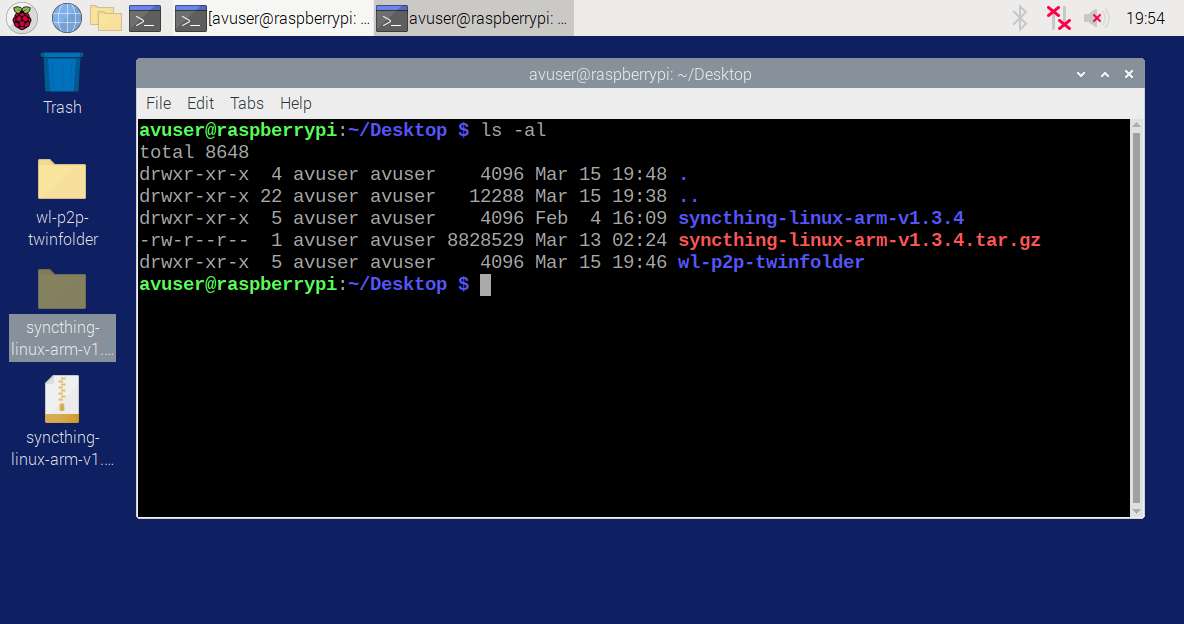 [avuser@raspberrypi: ...
avuser@raspberrypi: ...
19:54
Trash
wl-p2p-
twinfolder
syncthing-
linux-arm-v1....
syncthing-
linux-arm-v1....
avuser@raspberrypi: ~/Desktop
File Edit Tabs Help
avuser@raspberrypi:~/Desktop $ ls -al
total 8648
drwxr-xr-x  4 avuser avuser    4096 Mar 15 19:48 .
drwxr-xr-x 22 avuser avuser   12288 Mar 15 19:38 ..
drwxr-xr-x  5 avuser avuser    4096 Feb  4 16:09 syncthing-linux-arm-v1.3.4
-rw-r--r--  1 avuser avuser 8828529 Mar 13 02:24 syncthing-linux-arm-v1.3.4.tar.gz
drwxr-xr-x  5 avuser avuser    4096 Mar 15 19:46 wl-p2p-twinfolder
avuser@raspberrypi:~/Desktop $